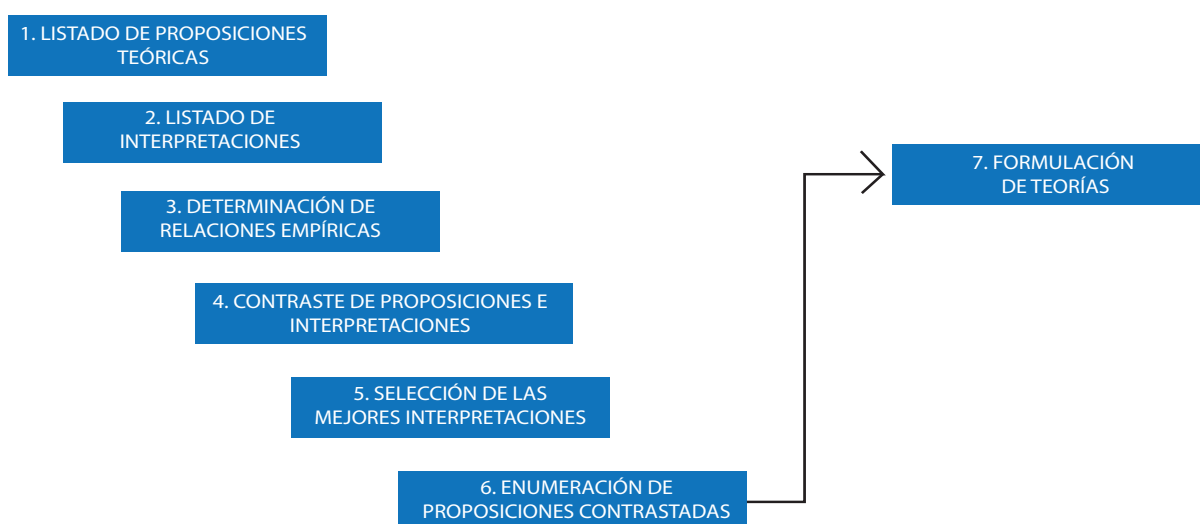 1. LISTADO DE PROPOSICIONES
TEÓRICAS
2. LISTADO DE
INTERPRETACIONES
3. DETERMINACIÓN DE
RELACIONES EMPÍRICAS
4. CONTRASTE DE PROPOSICIONES E
INTERPRETACIONES
5. SELECCIÓN DE LAS
MEJORES INTERPRETACIONES
6. ENUMERACIÓN DE
PROPOSICIONES CONTRASTADAS
7. FORMULACIÓN
DE TEORÍAS